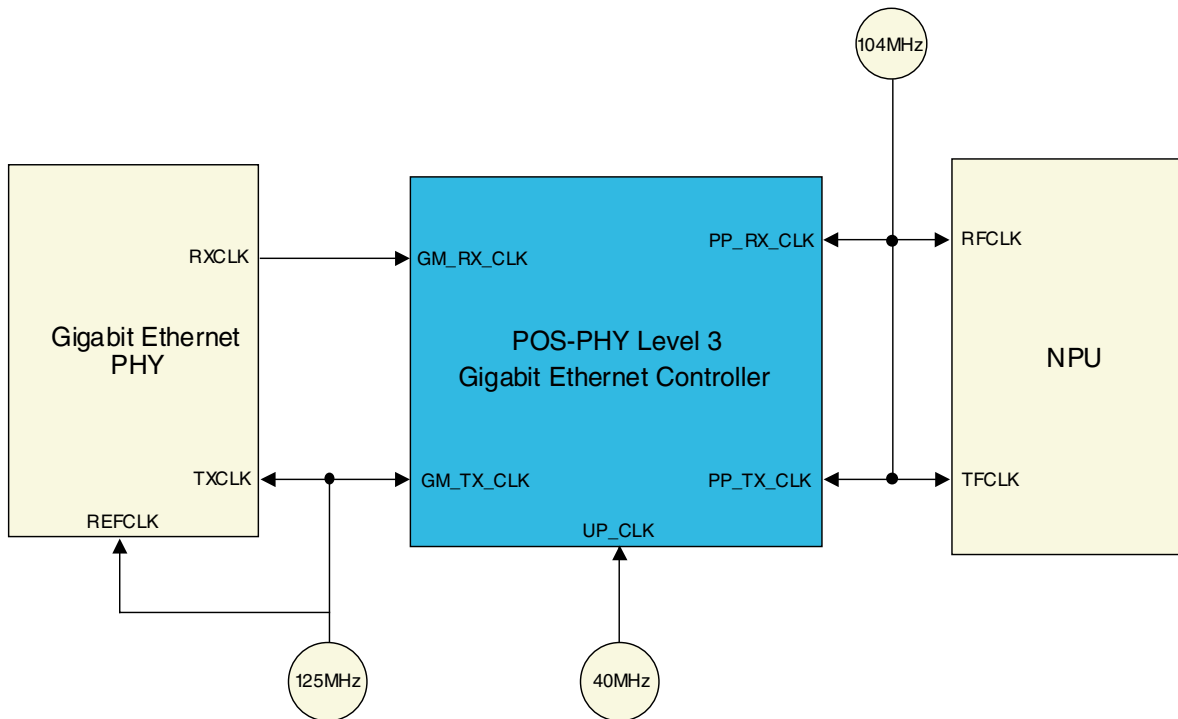 104MHz
RXCLK
GM_RX_CLK
PP_RX_CLK
RFCLK
Gigabit Ethernet
PHY
POS-PHY Level 3
Gigabit Ethernet Controller
NPU
TXCLK
GM_TX_CLK
PP_TX_CLK
TFCLK
REFCLK
UP_CLK
125MHz
40MHz